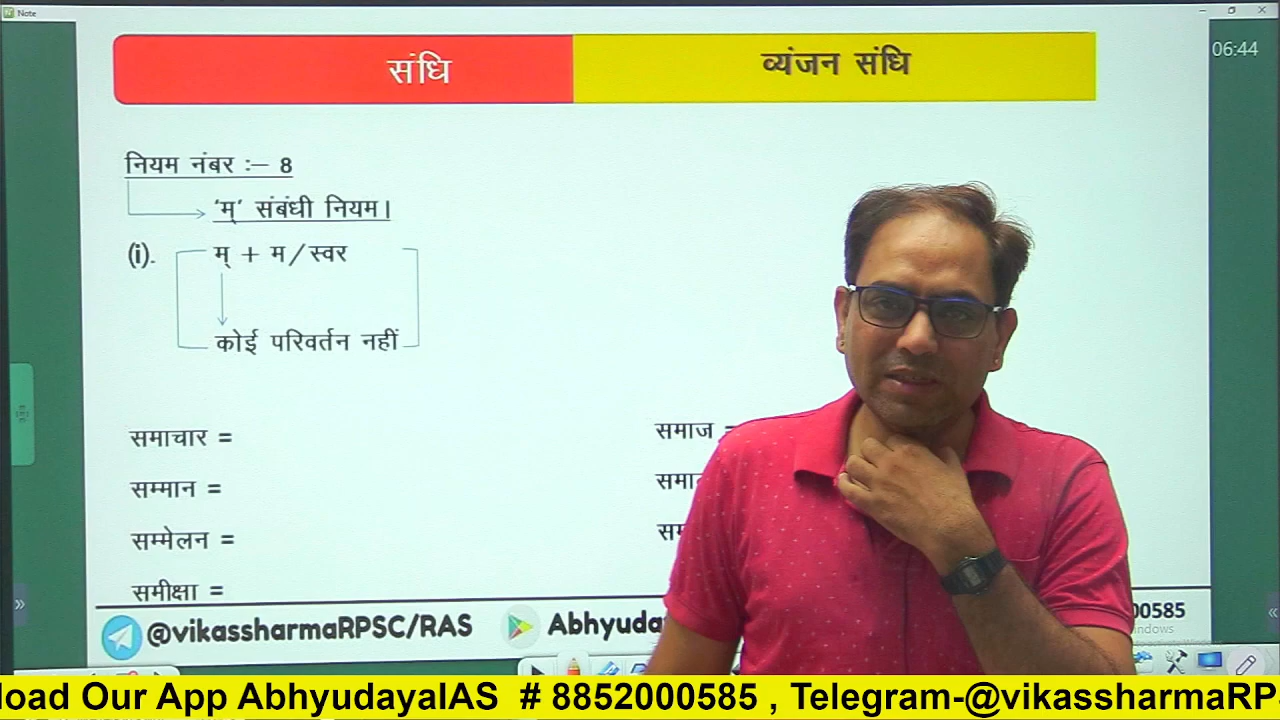 Note
06:44
संधि व्यंजन संधि
नियम नंबर :– 8
'म्' संबंधी नियम।
(i). म् + म/स्वर
कोई परिवर्तन नहीं
समाचार = समाज =
सम्मान =
सम्मेलन =
समीक्षा =
@vikassharmaRPSC/RAS
load Our App AbhyudayaIAS # 8852000585 , Telegram-@vikassharmaRP